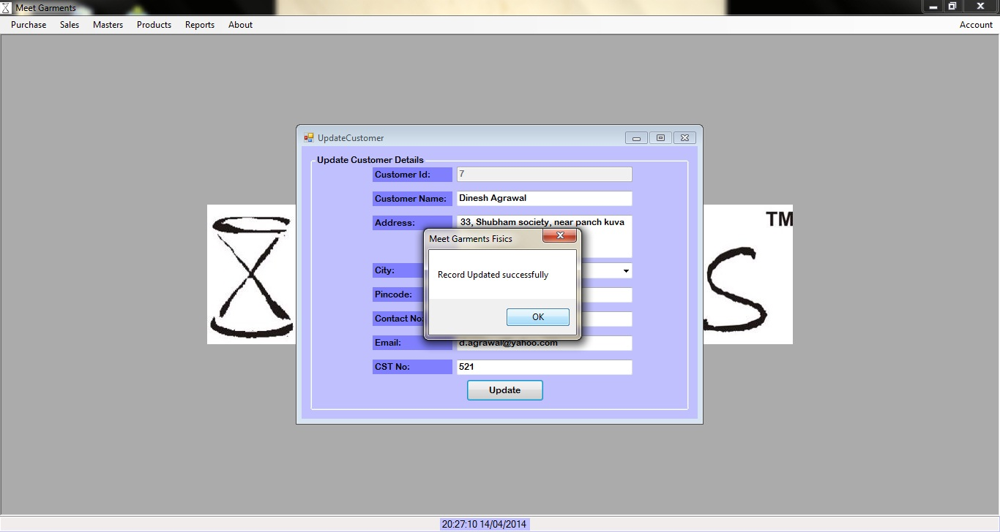 Meet Garments
Purchase Sales Masters Products Reports About Account
TM
S
UpdateCustomer
Update Customer Details
Customer Id: 7
Customer Name: Dinesh Agrawal
Address: 33, Shubham society, near panch kuva
Meet Garments Fisics
Record Updated successfully
OK
City:
Pincode:
Contact No:
Email: d.agrawal@yahoo.com
CST No: 521
Update
20:27:10 14/04/2014